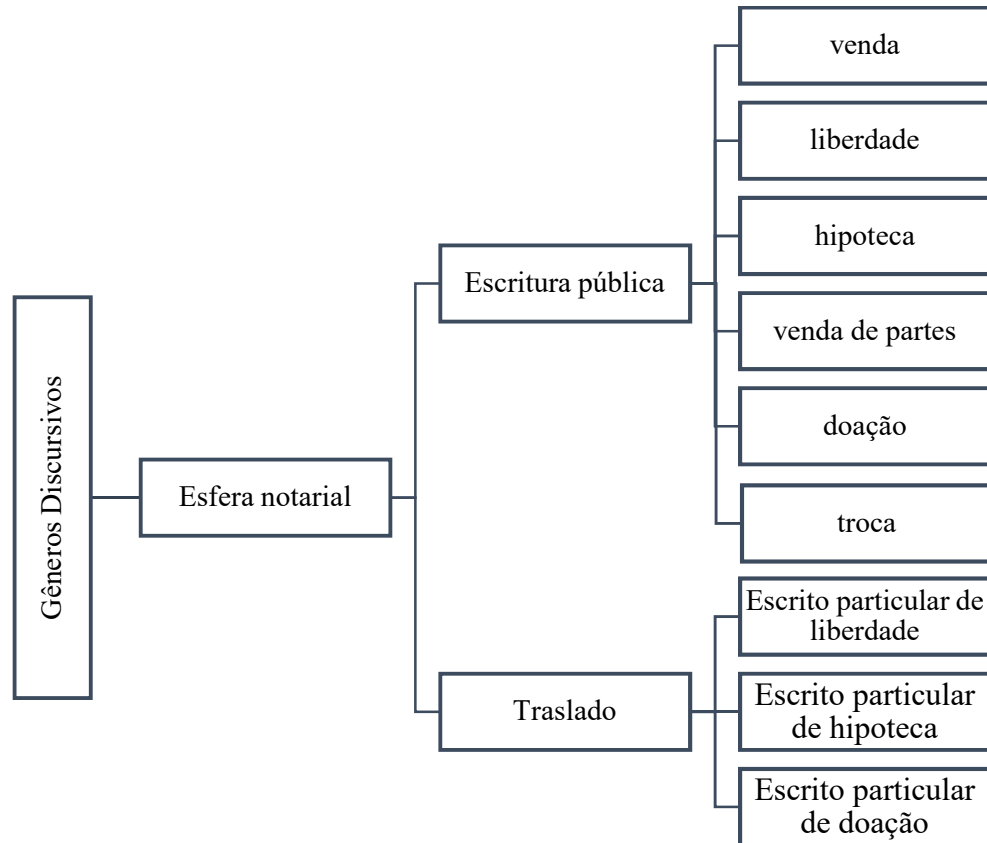 Gêneros Discursivos
Esfera notarial
Escritura pública
venda
liberdade
hipoteca
venda de partes
doação
troca
Traslado
Escrito particular de
liberdade
Escrito particular
de hipoteca
Escrito particular
de doação